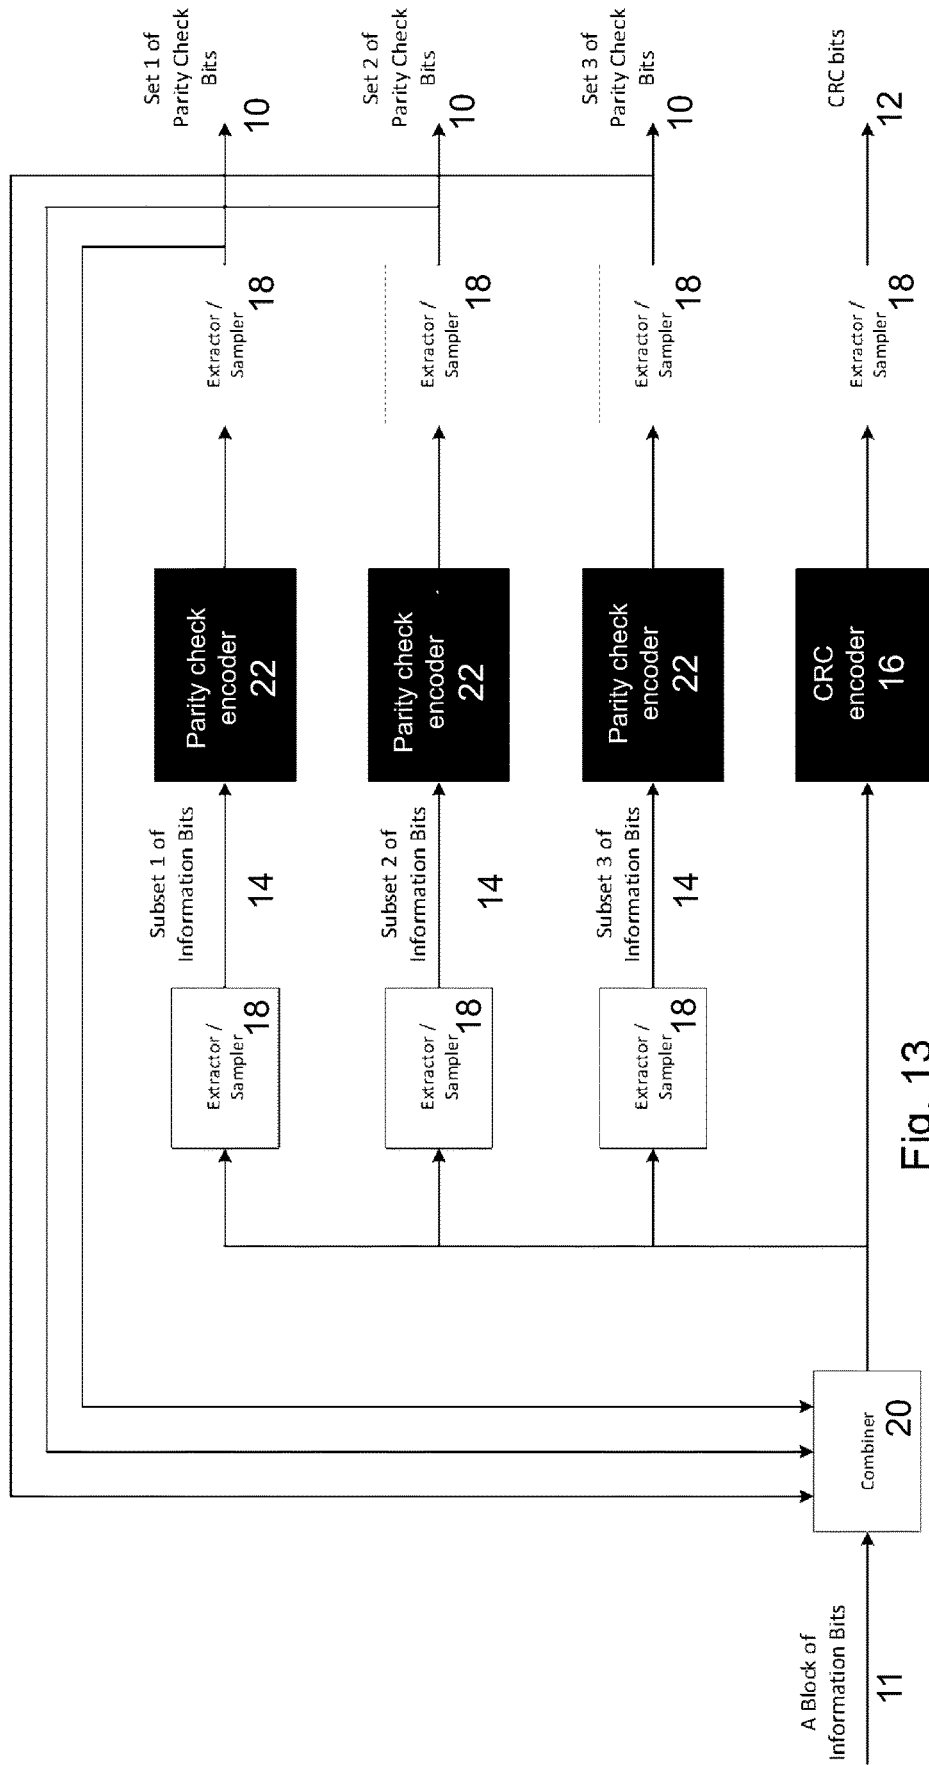 Set 1 of
Parity Check
Bits
10
Extractor /
Sampler
18
Parity check
encoder
22
Subset 1 of
Information Bits
14
Extractor /
Sampler
18
Set 2 of
Parity Check
Bits
10
Extractor /
Sampler
18
Parity check
encoder
22
Subset 2 of
Information Bits
14
Extractor /
Sampler
18
Set 3 of
Parity Check
Bits
10
Extractor /
Sampler
18
Parity check
encoder
22
Subset 3 of
Information Bits
14
Extractor /
Sampler
18
CRC bits
12
Extractor /
Sampler
18
CRC
encoder
16
Combiner
20
A Block of
Information Bits
11
Fig. 13